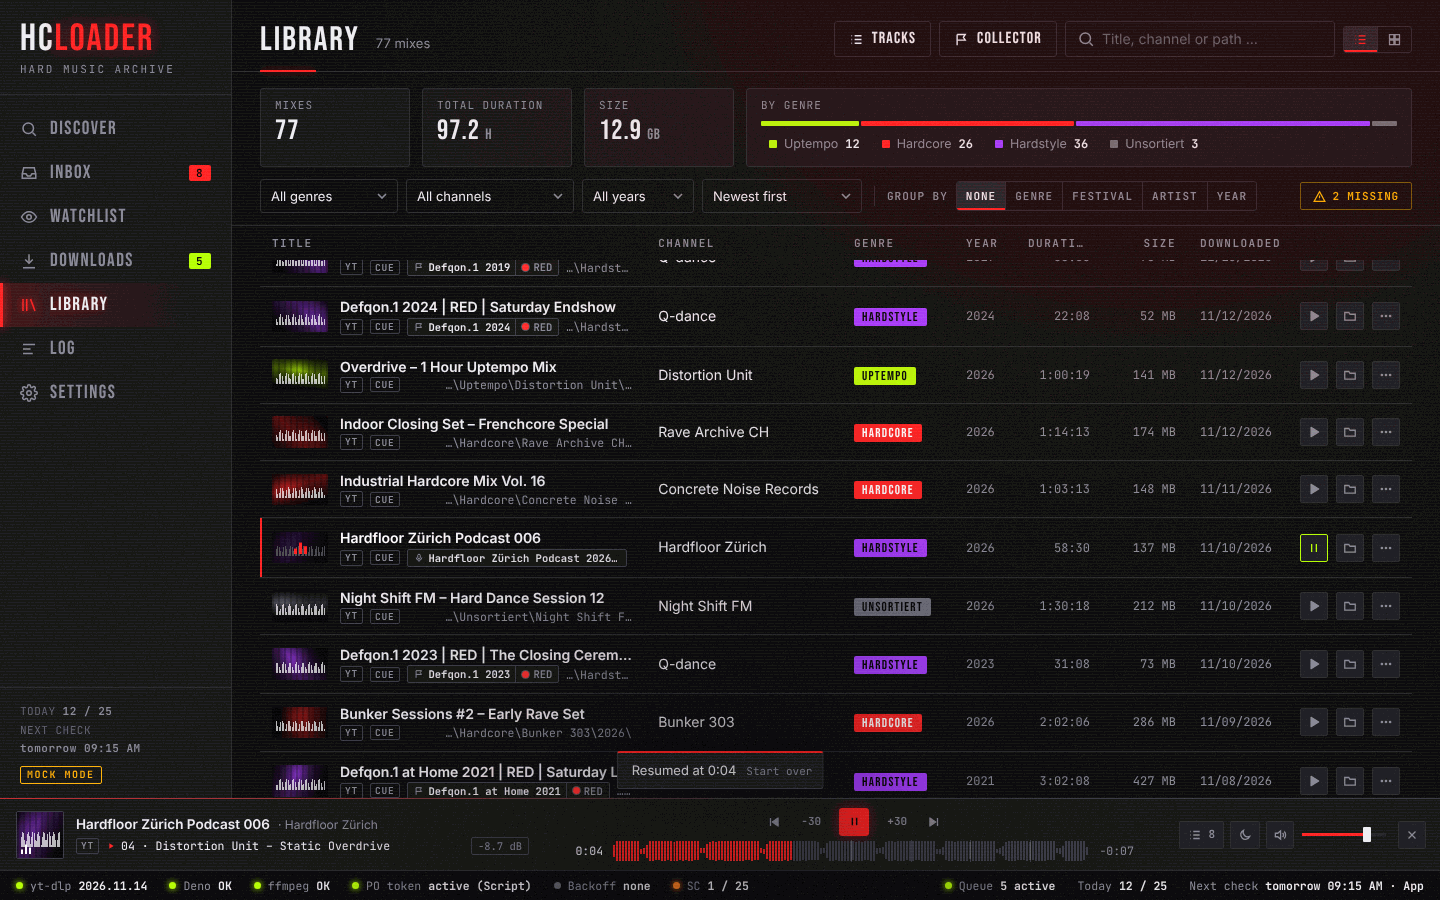 HCLOADER
HARD MUSIC ARCHIVE
DISCOVER
INBOX 8
WATCHLIST
DOWNLOADS 5
LIBRARY
LOG
SETTINGS
TODAY 12 / 25
NEXT CHECK
tomorrow 09:15 AM
MOCK MODE
LIBRARY 77 mixes
TRACKS COLLECTOR Title, channel or path ...
MIXES
77
TOTAL DURATION
97.2 H
SIZE
12.9 GB
BY GENRE
Uptempo 12 Hardcore 26 Hardstyle 36 Unsortiert 3
All genres All channels All years Newest first GROUP BY NONE GENRE FESTIVAL ARTIST YEAR 2 MISSING
TITLE CHANNEL GENRE YEAR DURATI… SIZE DOWNLOADED
YT CUE Defqon.1 2019 RED …\Hardst…
Defqon.1 2024 | RED | Saturday Endshow
YT CUE Defqon.1 2024 RED …\Hardst…
Q-dance HARDSTYLE 2024 22:08 52 MB 11/12/2026
Overdrive – 1 Hour Uptempo Mix
YT CUE …\Uptempo\Distortion Unit\…
Distortion Unit UPTEMPO 2026 1:00:19 141 MB 11/12/2026
Indoor Closing Set – Frenchcore Special
YT CUE …\Hardcore\Rave Archive CH…
Rave Archive CH HARDCORE 2026 1:14:13 174 MB 11/12/2026
Industrial Hardcore Mix Vol. 16
YT CUE …\Hardcore\Concrete Noise …
Concrete Noise Records HARDCORE 2026 1:03:13 148 MB 11/11/2026
Hardfloor Zürich Podcast 006
YT CUE Hardfloor Zürich Podcast 2026…
Hardfloor Zürich HARDSTYLE 2026 58:30 137 MB 11/10/2026
Night Shift FM – Hard Dance Session 12
YT CUE …\Unsortiert\Night Shift F…
Night Shift FM UNSORTIERT 2026 1:30:18 212 MB 11/10/2026
Defqon.1 2023 | RED | The Closing Cerem…
YT CUE Defqon.1 2023 RED …\Hardst…
Q-dance HARDSTYLE 2023 31:08 73 MB 11/10/2026
Bunker Sessions #2 – Early Rave Set
YT CUE …\Hardcore\Bunker 303\2026\
Bunker 303 HARDCORE 2026 2:02:06 286 MB 11/09/2026
Defqon.1 at Home 2021 | RED | Saturday L
YT CUE Defqon.1 at Home 2021 RED ……
HARDSTYLE 2021 3:02:08 427 MB 11/08/2026
Resumed at 0:04 Start over
Hardfloor Zürich Podcast 006 · Hardfloor Zürich
YT 04 · Distortion Unit – Static Overdrive
-8.7 dB
-30 +30
0:04 -0:07
8
yt-dlp 2026.11.14 Deno OK ffmpeg OK PO token active (Script) Backoff none SC 1 / 25 Queue 5 active Today 12 / 25 Next check tomorrow 09:15 AM · App